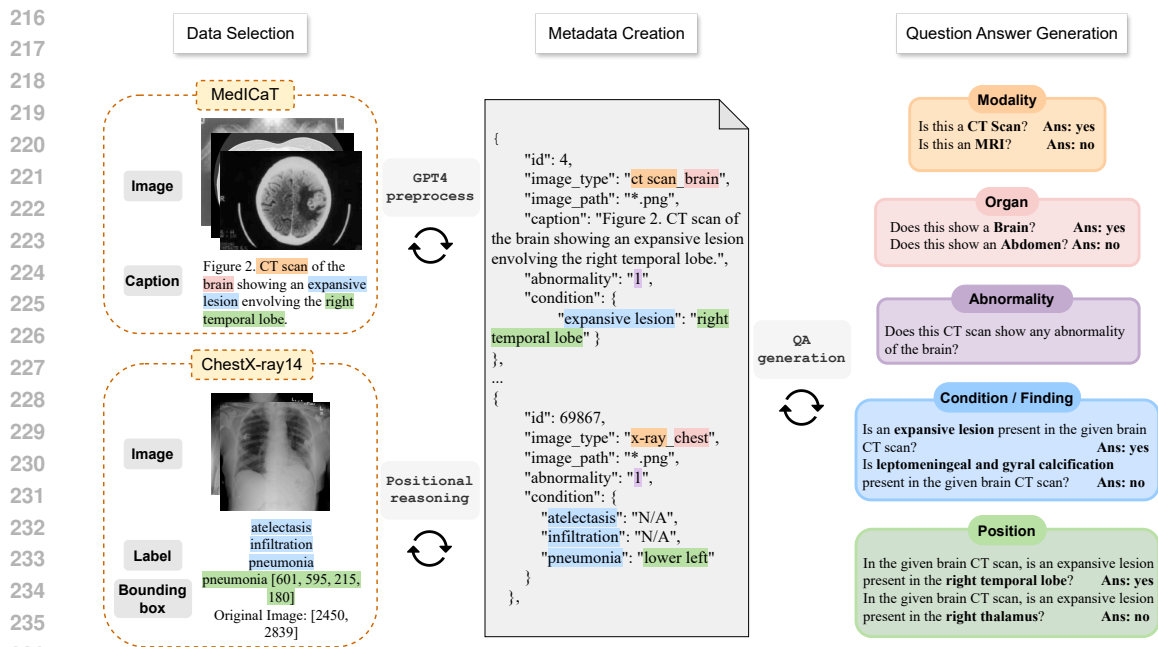 216
217
218
219
220
221
222
223
224
225
226
227
228
229
230
231
232
233
234
235
Data Selection
MedICaT
Image
Caption
Figure 2. CT scan of the
brain showing an expansive
lesion envolving the right
temporal lobe.
ChestX-ray14
Image
Label
atelectasis
infiltration
pneumonia
Bounding
box
pneumonia [601, 595, 215,
180]
Original Image: [2450,
2839]
GPT4
preprocess
Positional
reasoning
Metadata Creation
{
"id": 4,
"image_type": "ct scan_brain",
"image_path": "*.png",
"caption": "Figure 2. CT scan of
the brain showing an expansive lesion
envolving the right temporal lobe.",
"abnormality": "1",
"condition": {
"expansive lesion": "right
temporal lobe" }
},
...
{
"id": 69867,
"image_type": "x-ray_chest",
"image_path": "*.png",
"abnormality": "1",
"condition": {
"atelectasis": "N/A",
"infiltration": "N/A",
"pneumonia": "lower left"
}
},
QA
generation
Question Answer Generation
Modality
Is this a CT Scan? Ans: yes
Is this an MRI? Ans: no
Organ
Does this show a Brain? Ans: yes
Does this show an Abdomen? Ans: no
Abnormality
Does this CT scan show any abnormality
of the brain?
Condition / Finding
Is an expansive lesion present in the given brain
CT scan? Ans: yes
Is leptomeningeal and gyral calcification
present in the given brain CT scan? Ans: no
Position
In the given brain CT scan, is an expansive lesion
present in the right temporal lobe? Ans: yes
In the given brain CT scan, is an expansive lesion
present in the right thalamus? Ans: no